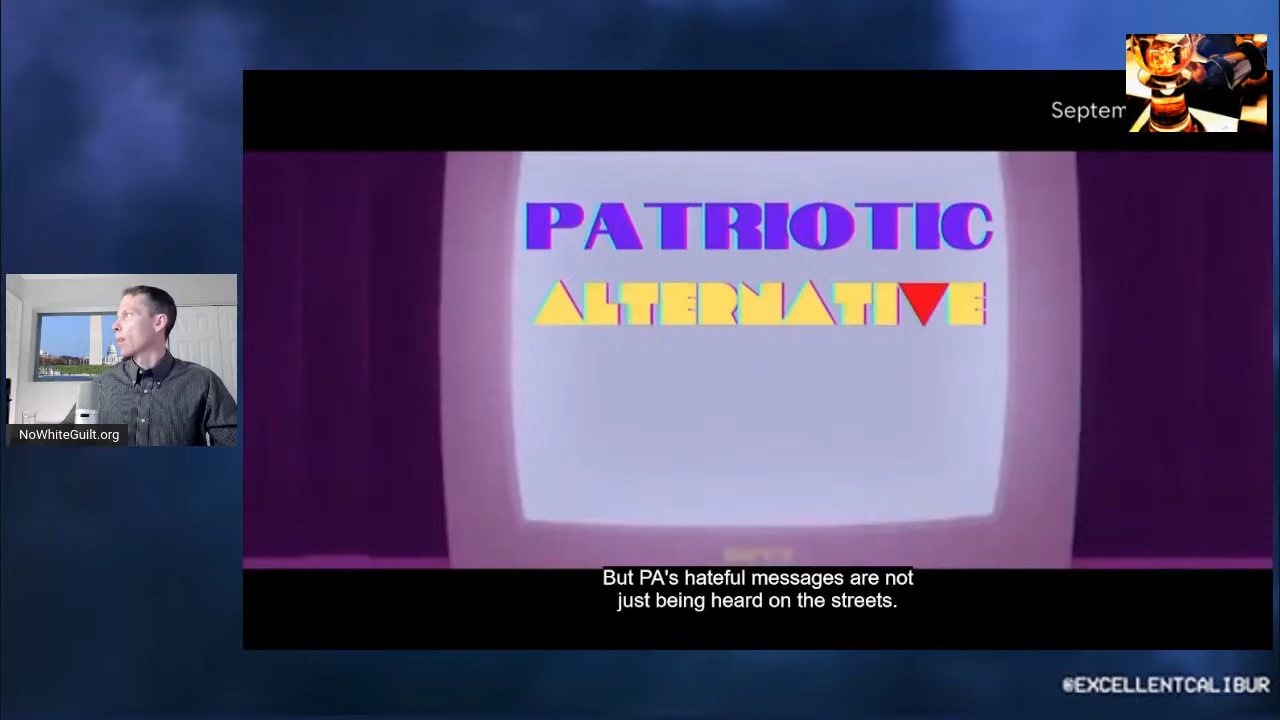 Septem
PATRIOTIC
ALTERNATIVE
NoWhiteGuilt.org
But PA's hateful messages are not
just being heard on the streets.
@EXCELLENTCALIBUR